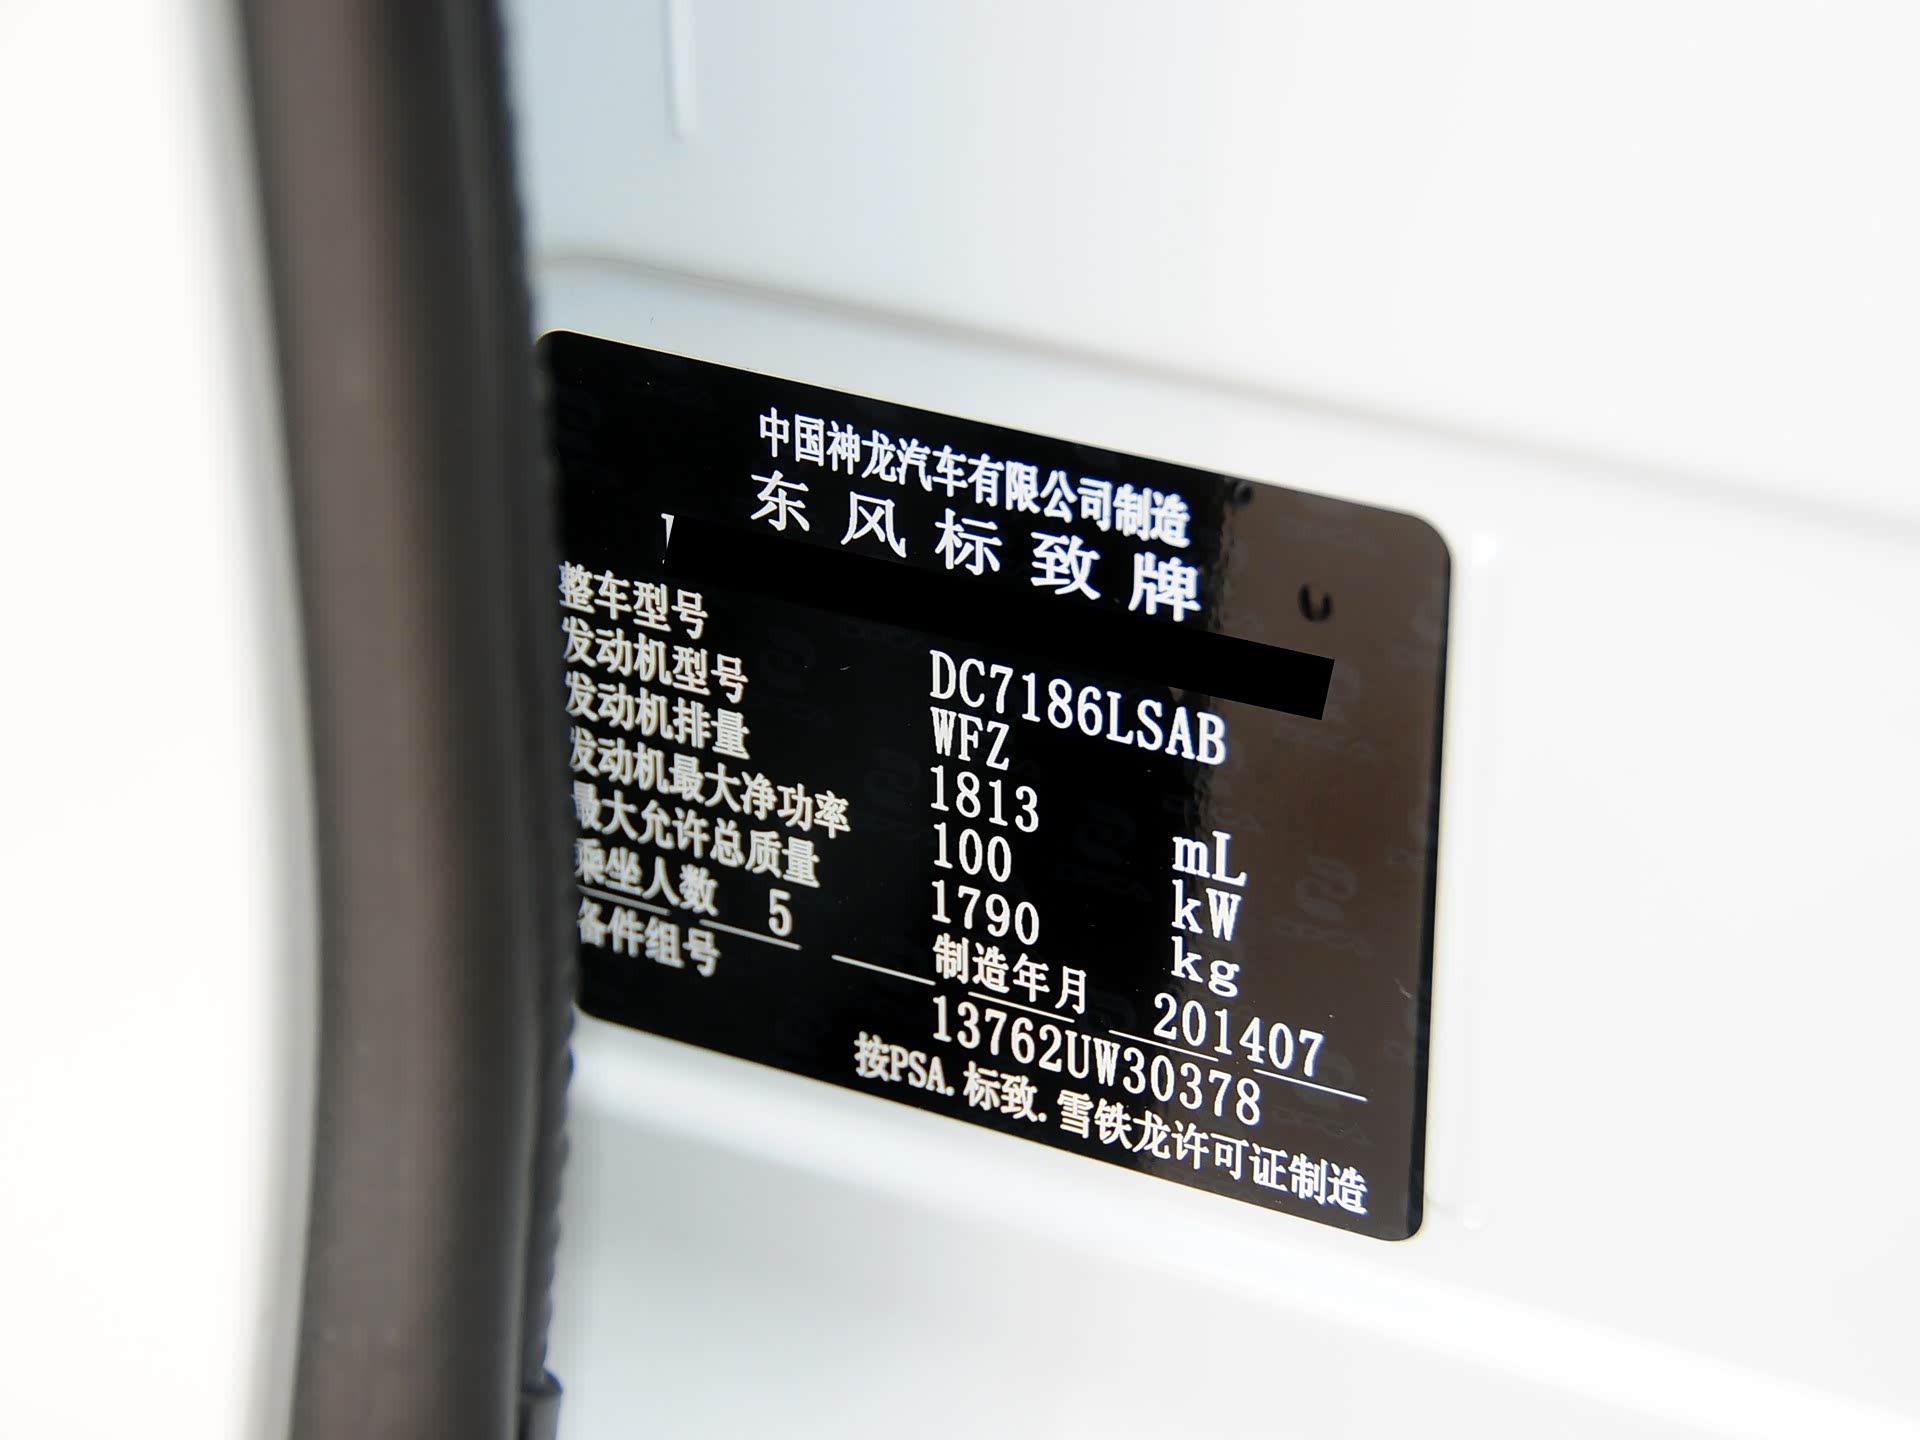 中国神龙汽车有限公司制造
东风标致牌
整车型号 DC7186LSAB
发动机型号 WFZ
发动机排量 1813 mL
发动机最大净功率 100 kW
最大允许总质量 1790 kg
乘坐人数 5 制造年月 201407
备件组号 13762UW30378
按PSA.标致.雪铁龙许可证制造